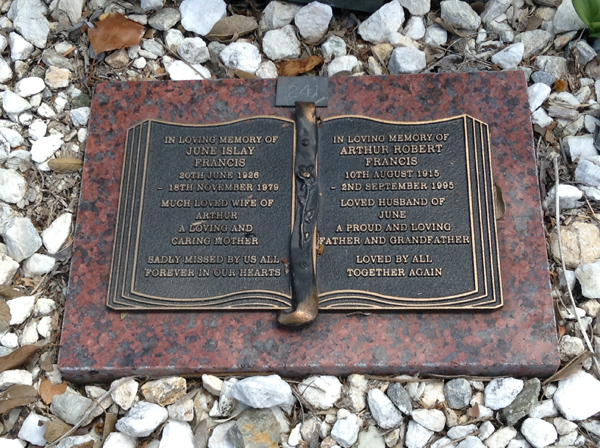 241
IN LOVING MEMORY OF
JUNE ISLAY
FRANCIS
20TH JUNE 1926
- 18TH NOVEMBER 1979
MUCH LOVED WIFE OF
ARTHUR
A LOVING AND
CARING MOTHER
SADLY MISSED BY US ALL
FOREVER IN OUR HEARTS
IN LOVING MEMORY OF
ARTHUR ROBERT
FRANCIS
10TH AUGUST 1915
- 2ND SEPTEMBER 1995
LOVED HUSBAND OF
JUNE
A PROUD AND LOVING
FATHER AND GRANDFATHER
LOVED BY ALL
TOGETHER AGAIN